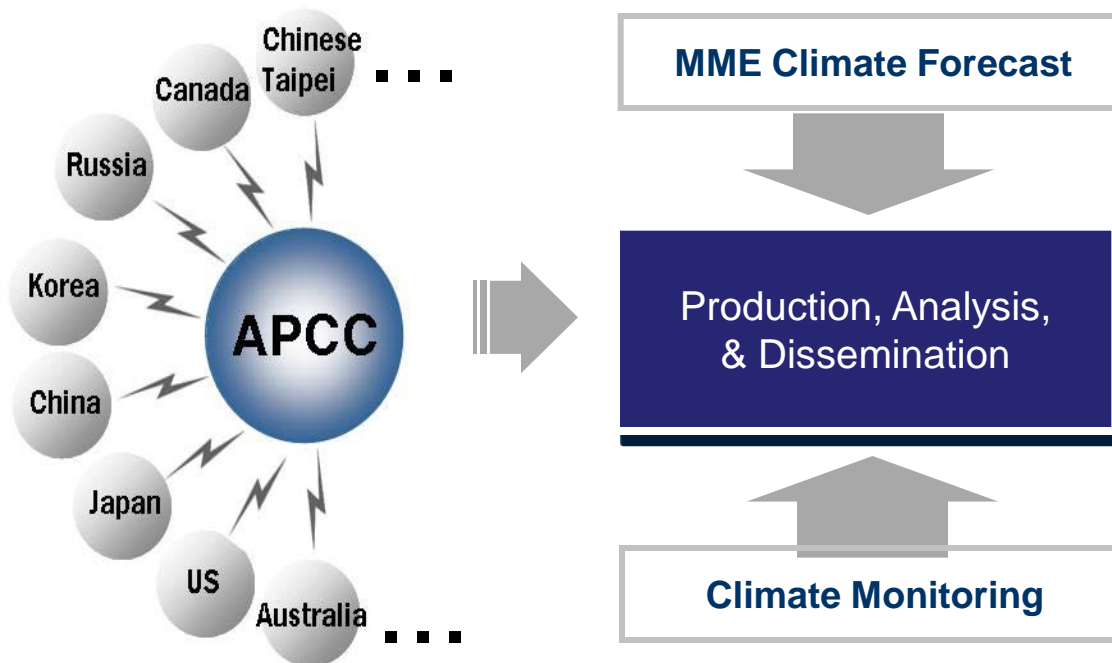 Chinese
Taipei
Canada
Russia
Korea
China
Japan
US
Australia
APCC
MME Climate Forecast
Production, Analysis,
& Dissemination
Climate Monitoring